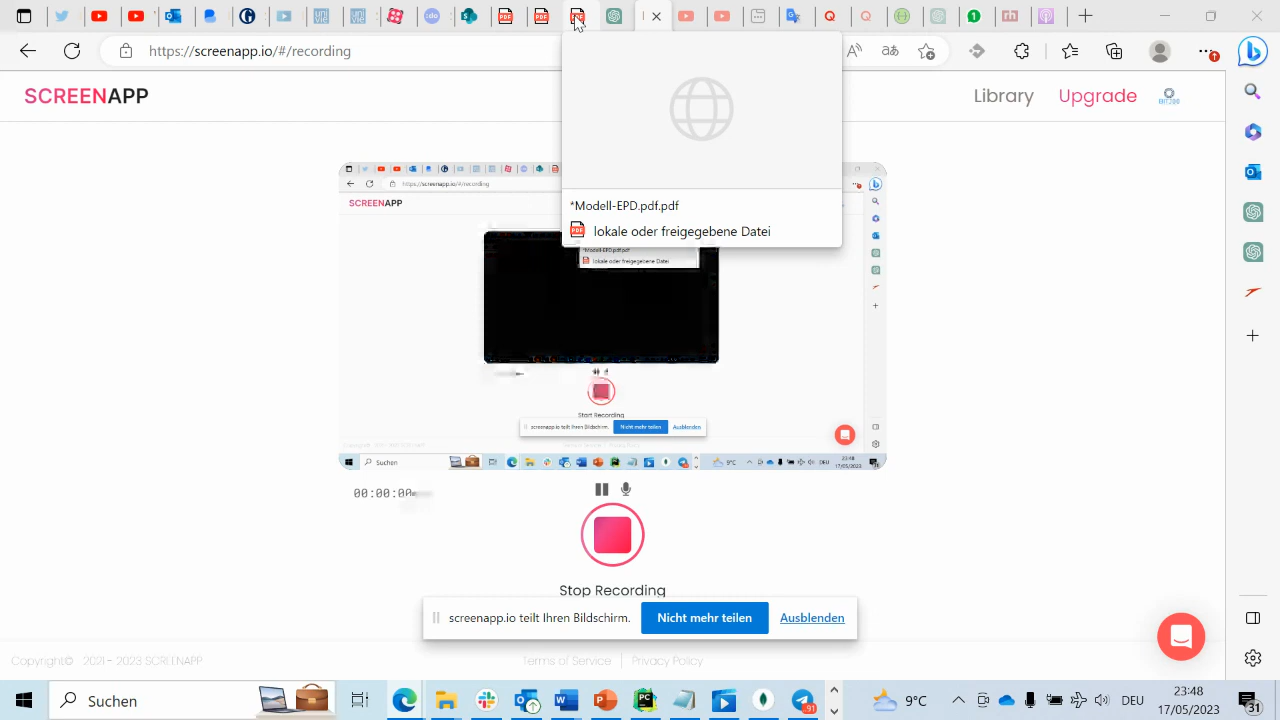 https://screenapp.io/#/recording
SCREENAPP
Library
Upgrade
BIT200
*Modell-EPD.pdf.pdf
lokale oder freigegebene Datei
https://screenapp.io/#/recording
SCREENAPP
*Modell-EPD.pdf.pdf
lokale oder freigegebene Datei
Start Recording
screenapp.io teilt Ihren Bildschirm.
Nicht mehr teilen
Ausblenden
Suchen
9°C
DEU
23:48
17/05/2023
00:00:00
Stop Recording
screenapp.io teilt Ihren Bildschirm.
Nicht mehr teilen
Ausblenden
Copyright© 2021 - 2023 SCREENAPP
Terms of Service
Privacy Policy
Suchen
91
9°C
DEU
23:48
17/05/2023
31